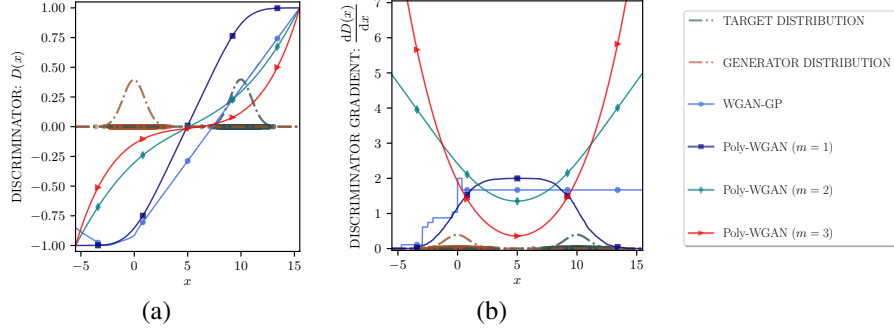 DISCRIMINATOR: D(x)
1.00
0.75
0.50
0.25
0.00
−0.25
−0.50
−0.75
−1.00
−5 0 5 10 15
x
(a)
DISCRIMINATOR GRADIENT: dD(x)/dx
7
6
5
4
3
2
1
0
−5 0 5 10 15
x
(b)
TARGET DISTRIBUTION
GENERATOR DISTRIBUTION
WGAN-GP
Poly-WGAN (m = 1)
Poly-WGAN (m = 2)
Poly-WGAN (m = 3)